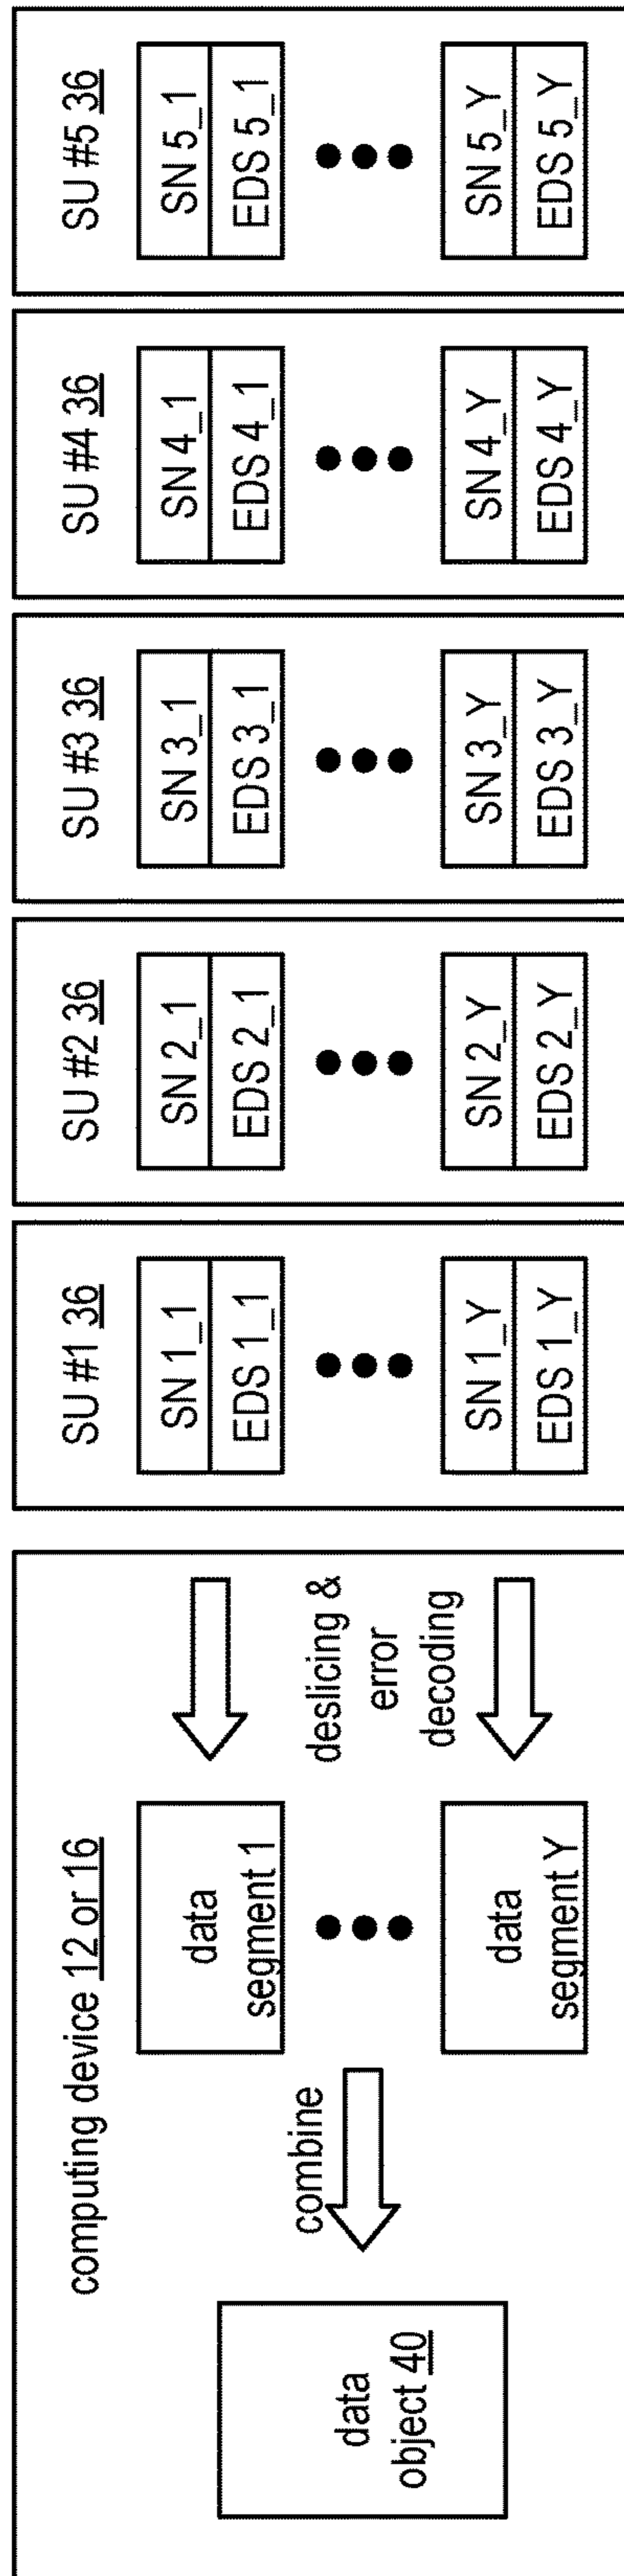 computing device 12 or 16
data
object 40
combine
data
segment 1
data
segment Y
deslicing &
error
decoding
SU #1 36
SN 1_1
EDS 1_1
SN 1_Y
EDS 1_Y
SU #2 36
SN 2_1
EDS 2_1
SN 2_Y
EDS 2_Y
SU #3 36
SN 3_1
EDS 3_1
SN 3_Y
EDS 3_Y
SU #4 36
SN 4_1
EDS 4_1
SN 4_Y
EDS 4_Y
SU #5 36
SN 5_1
EDS 5_1
SN 5_Y
EDS 5_Y